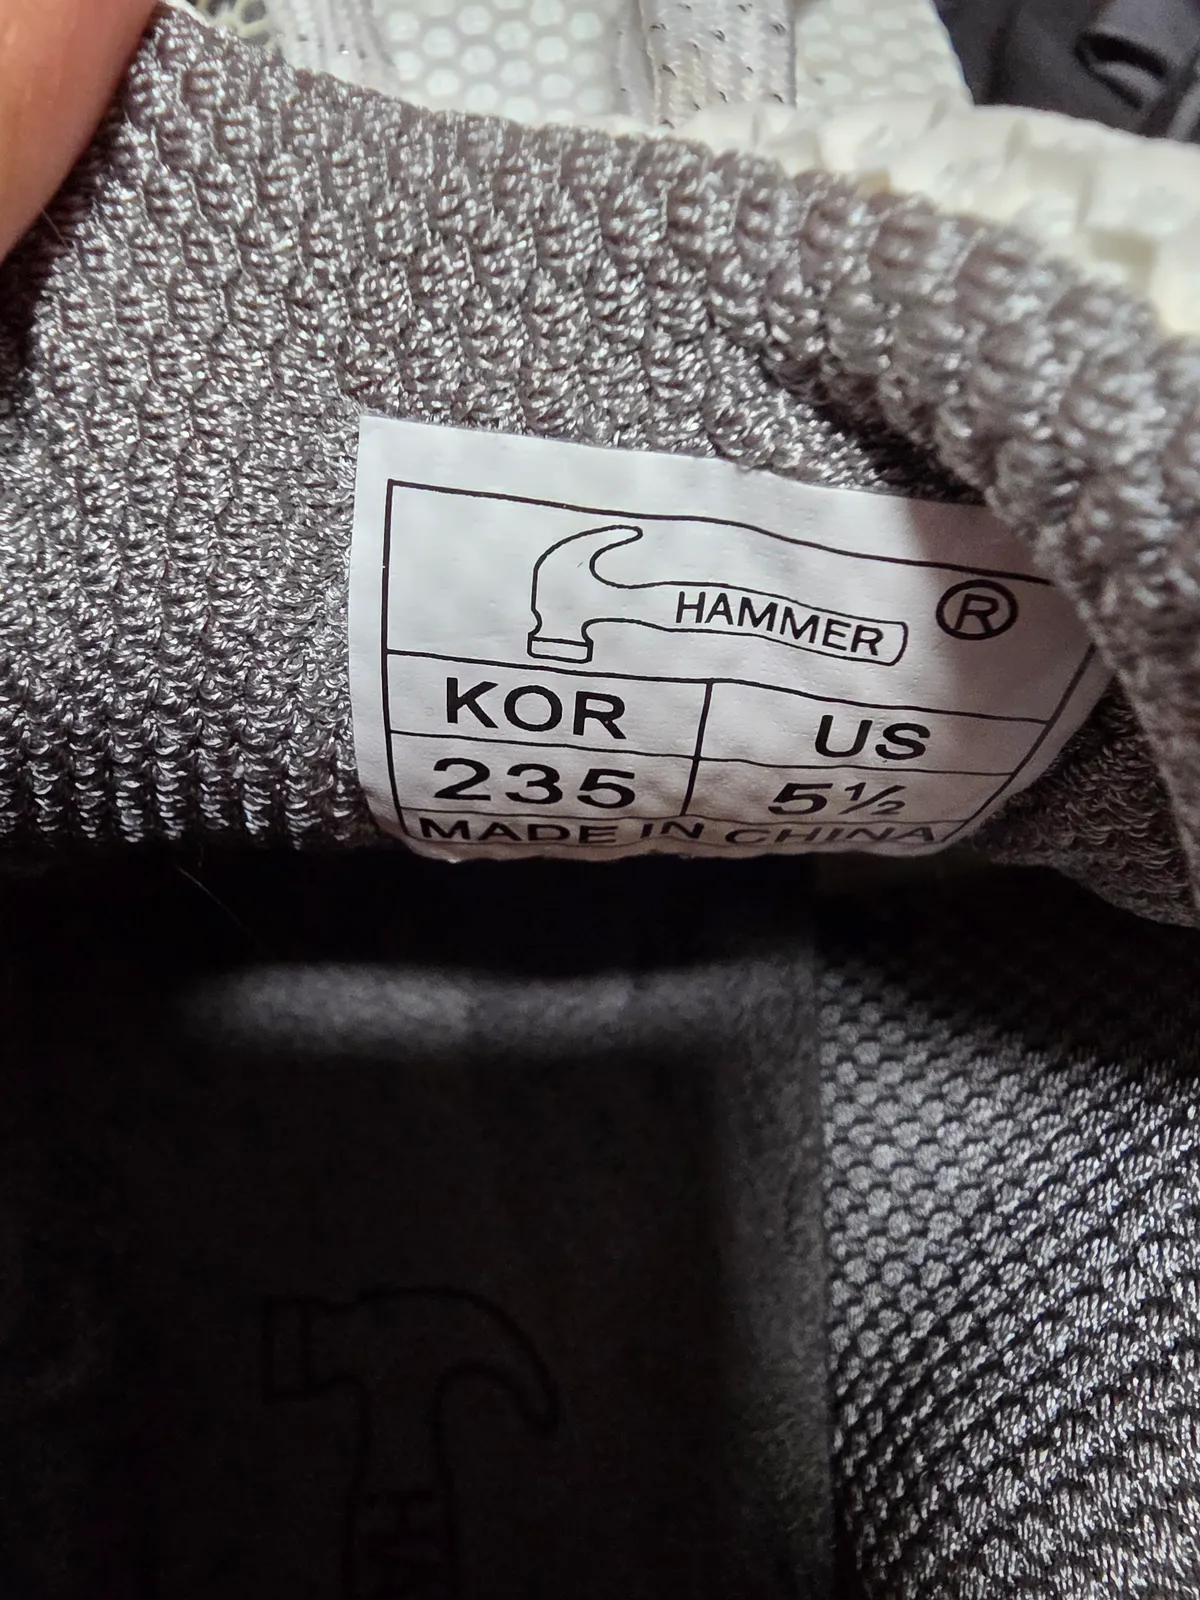 HAMMER ®
KOR US
235 5½
MADE IN CHINA